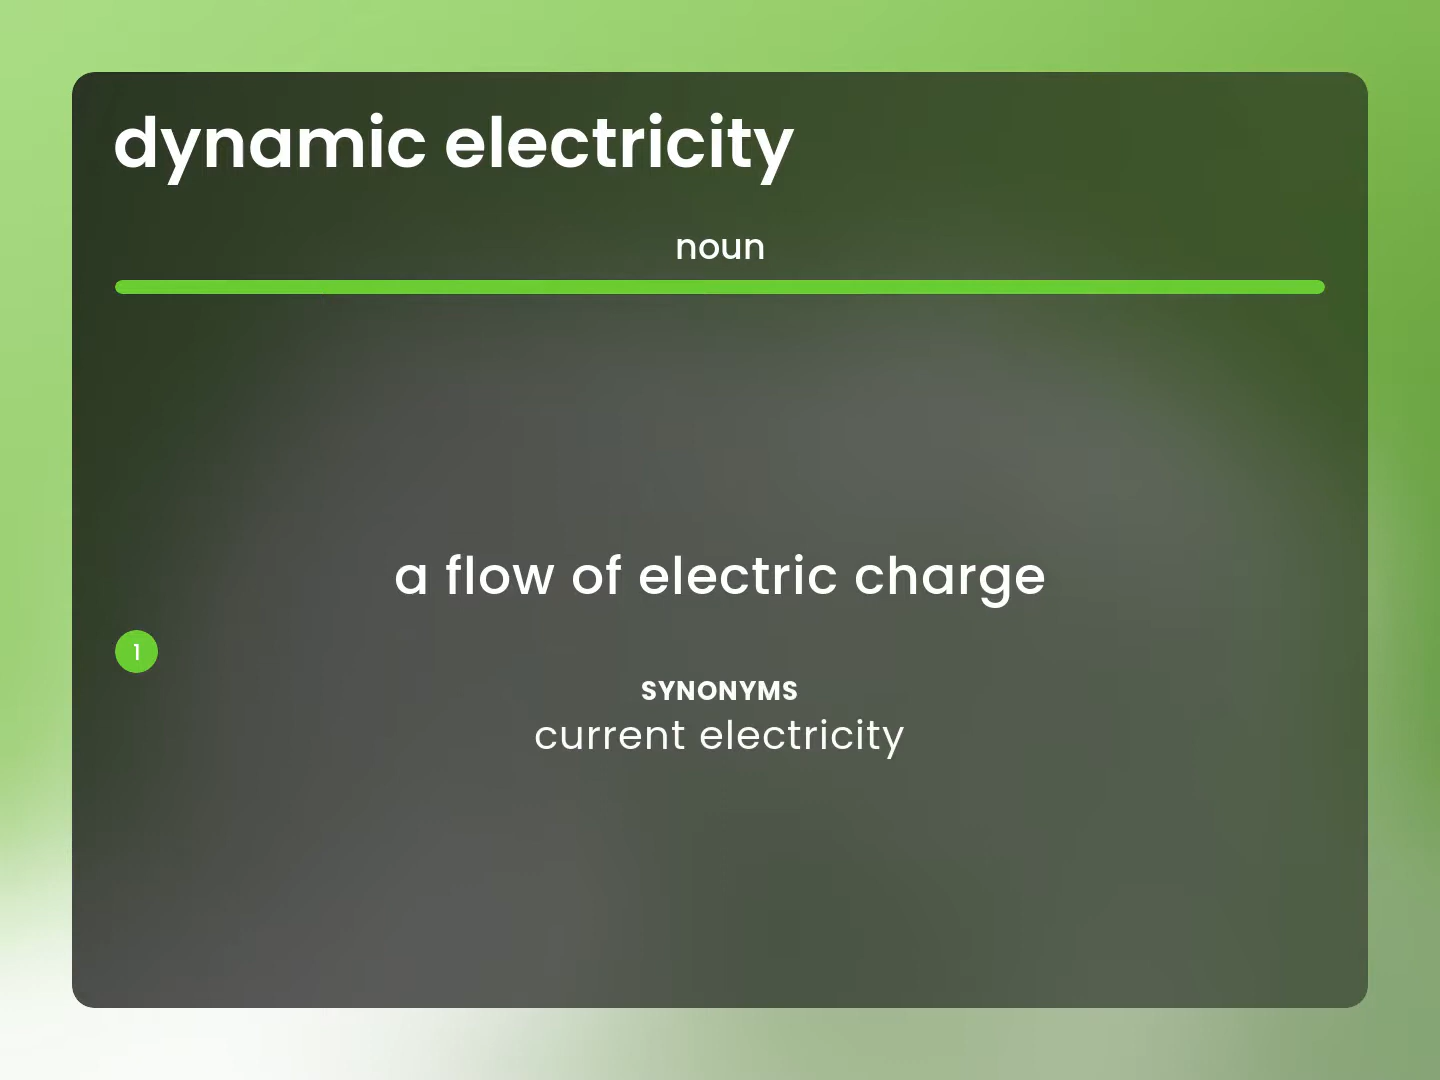 dynamic electricity
noun
a flow of electric charge
1
SYNONYMS
current electricity